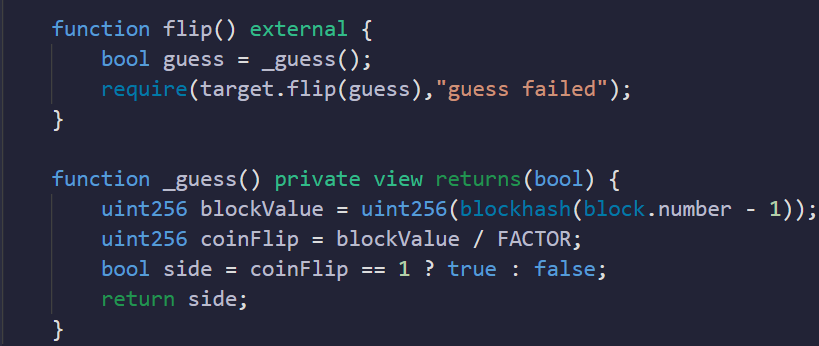 function flip() external {
bool guess = _guess();
require(target.flip(guess),"guess failed");
}
function _guess() private view returns(bool) {
uint256 blockValue = uint256(blockhash(block.number - 1));
uint256 coinFlip = blockValue / FACTOR;
bool side = coinFlip == 1 ? true : false;
return side;
}